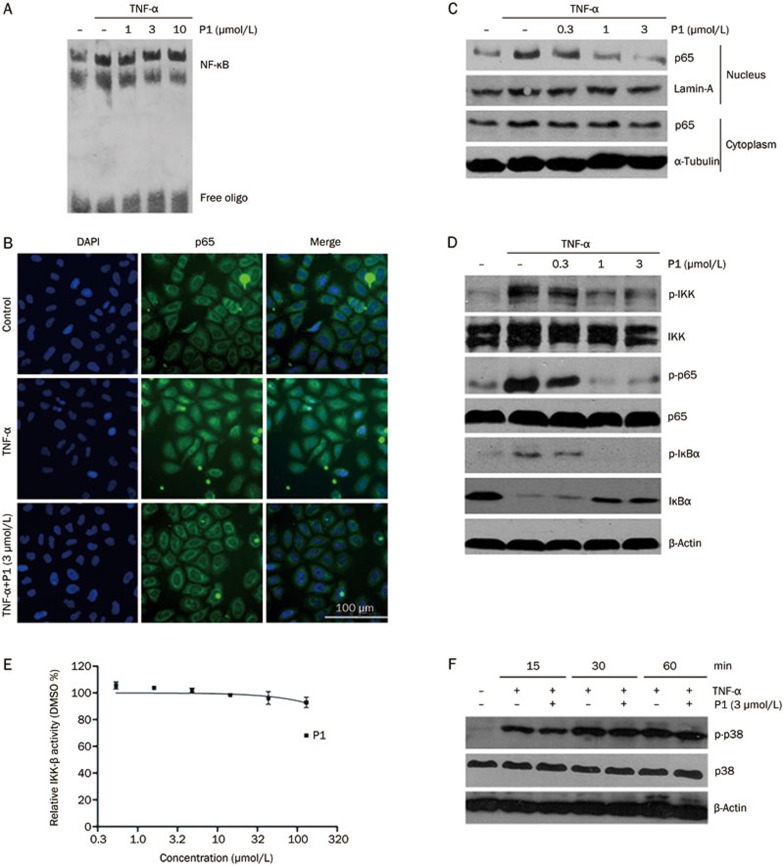 A
TNF-α
– – 1 3 10 P1 (µmol/L)
NF-κB
Free oligo
B
DAPI p65 Merge
Control
TNF-α
TNF-α+P1 (3 µmol/L)
100 µm
C
TNF-α
– – 0.3 1 3 P1 (µmol/L)
p65
Lamin-A
Nucleus
p65
α-Tubulin
Cytoplasm
D
TNF-α
– – 0.3 1 3 P1 (µmol/L)
p-IKK
IKK
p-p65
p65
p-IκBα
IκBα
β-Actin
E
Relative IKK-β activity (DMSO %)
120
100
80
60
40
20
0
P1
0.3 1.0 3.2 10 32 100 320
Concentration (µmol/L)
F
15 30 60 min
– + + + + + + TNF-α
– – + – + – + P1 (3 µmol/L)
p-p38
p38
β-Actin